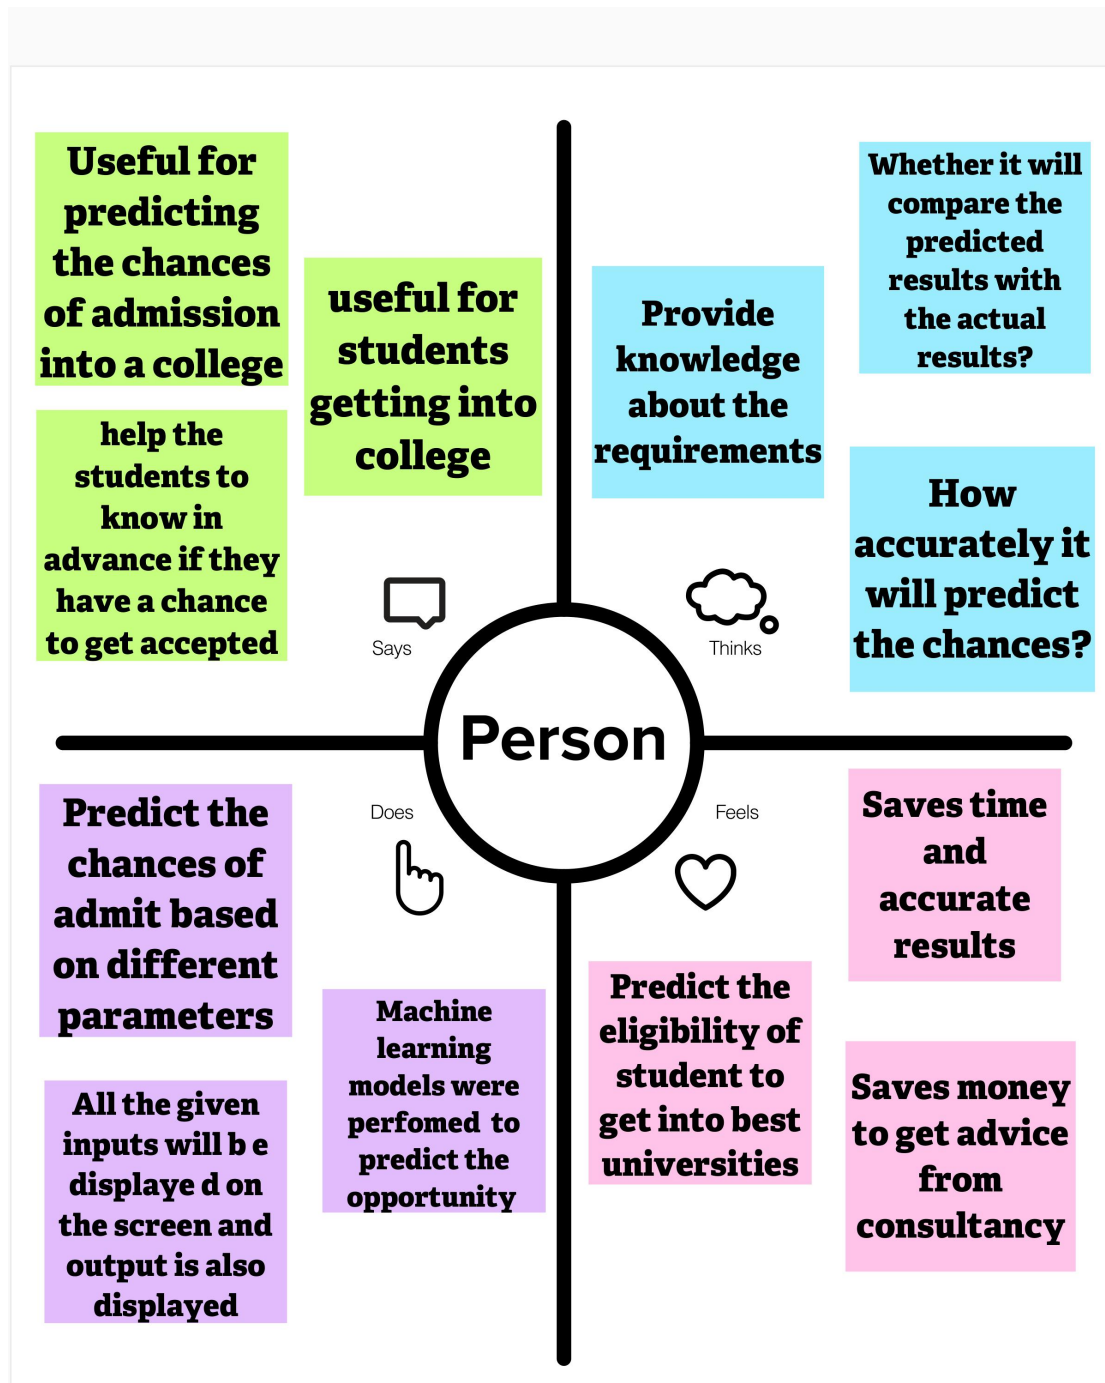 Useful for
predicting
the chances
of admission
into a college
useful for
students
getting into
college
help the
students to
know in
advance if they
have a chance
to get accepted
Says
Provide
knowledge
about the
requirements
Whether it will
compare the
predicted
results with
the actual
results?
How
accurately it
will predict
the chances?
Thinks
Person
Does
Predict the
chances of
admit based
on different
parameters
Machine
learning
models were
perfomed to
predict the
opportunity
All the given
inputs will b e
displaye d on
the screen and
output is also
displayed
Feels
Saves time
and
accurate
results
Predict the
eligibility of
student to
get into best
universities
Saves money
to get advice
from
consultancy